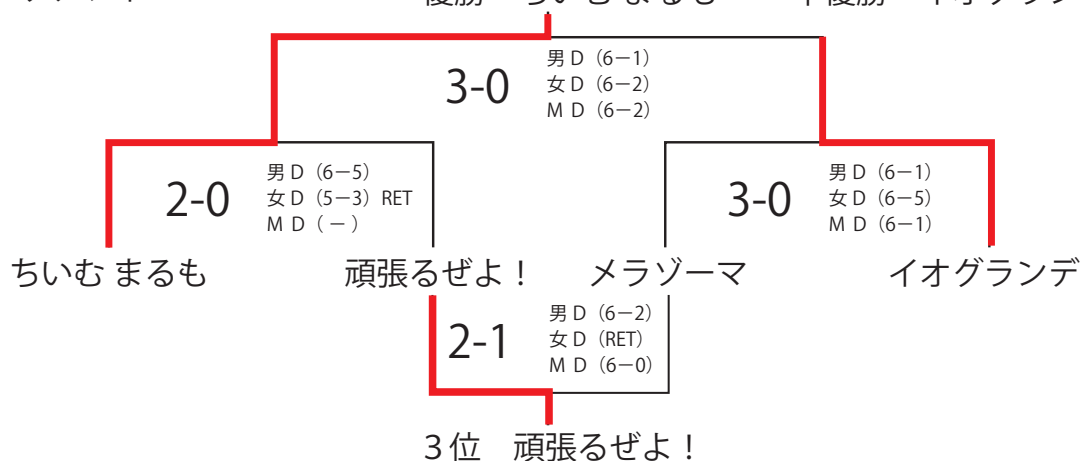 3-0
男D（6−1）
女D（6−2）
MD（6−2）
2-0
男D（6−5）
女D（5−3）RET
MD（−）
3-0
男D（6−1）
女D（6−5）
MD（6−1）
ちいむ まるも
頑張るぜよ！
メラゾーマ
イオグランデ
2-1
男D（6−2）
女D（RET）
MD（6−0）
3位　頑張るぜよ！